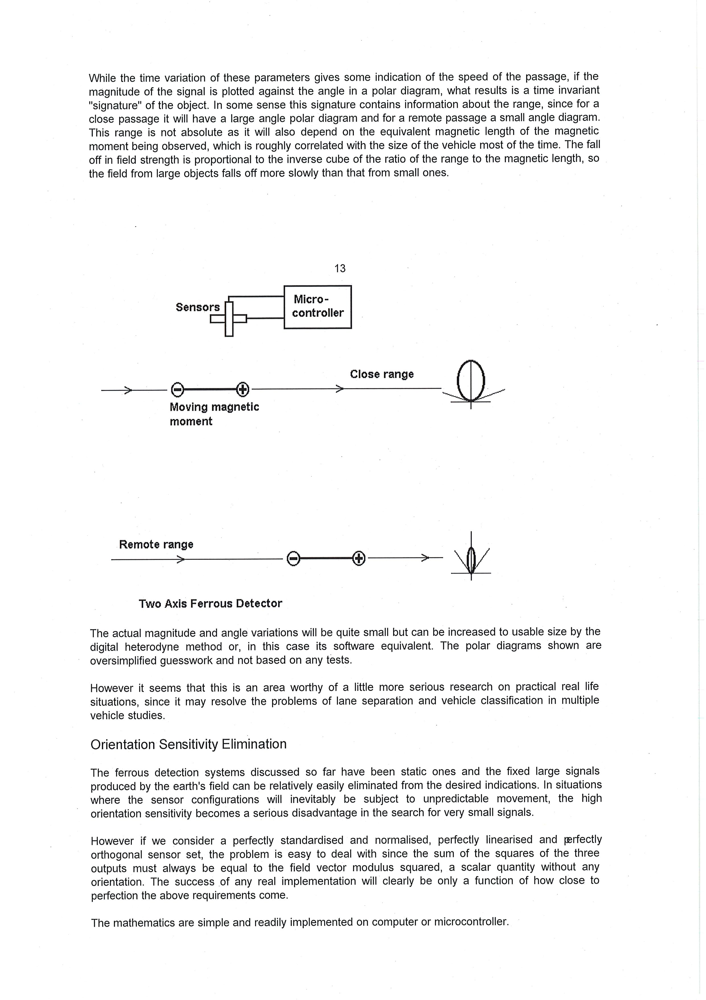 While the time variation of these parameters gives some indication of the speed of the passage, if the
magnitude of the signal is plotted against the angle in a polar diagram, what results is a time invariant
"signature" of the object. In some sense this signature contains information about the range, since for a
close passage it will have a large angle polar diagram and for a remote passage a small angle diagram.
This range is not absolute as it will also depend on the equivalent magnetic length of the magnetic
moment being observed, which is roughly correlated with the size of the vehicle most of the time. The fall
off in field strength is proportional to the inverse cube of the ratio of the range to the magnetic length, so
the field from large objects falls off more slowly than that from small ones.
13
Sensors
Micro-
controller
Close range
Moving magnetic
moment
Remote range
Two Axis Ferrous Detector
The actual magnitude and angle variations will be quite small but can be increased to usable size by the
digital heterodyne method or, in this case its software equivalent. The polar diagrams shown are
oversimplified guesswork and not based on any tests.
However it seems that this is an area worthy of a little more serious research on practical real life
situations, since it may resolve the problems of lane separation and vehicle classification in multiple
vehicle studies.
Orientation Sensitivity Elimination
The ferrous detection systems discussed so far have been static ones and the fixed large signals
produced by the earth's field can be relatively easily eliminated from the desired indications. In situations
where the sensor configurations will inevitably be subject to unpredictable movement, the high
orientation sensitivity becomes a serious disadvantage in the search for very small signals.
However if we consider a perfectly standardised and normalised, perfectly linearised and perfectly
orthogonal sensor set, the problem is easy to deal with since the sum of the squares of the three
outputs must always be equal to the field vector modulus squared, a scalar quantity without any
orientation. The success of any real implementation will clearly be only a function of how close to
perfection the above requirements come.
The mathematics are simple and readily implemented on computer or microcontroller.